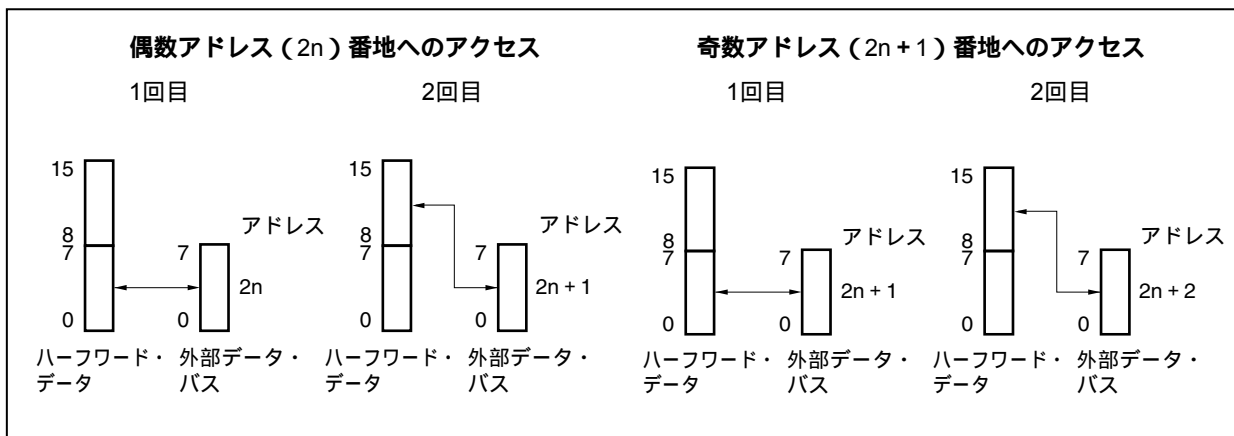 偶数アドレス（2n）番地へのアクセス
1回目
2回目
15
8
7
0
アドレス
7
2n
0
ハーフワード・
データ
外部データ・
バス
15
8
7
0
アドレス
7
2n + 1
0
ハーフワード・
データ
外部データ・
バス
奇数アドレス（2n + 1）番地へのアクセス
1回目
2回目
15
8
7
0
アドレス
7
2n + 1
0
ハーフワード・
データ
外部データ・
バス
15
8
7
0
アドレス
7
2n + 2
0
ハーフワード・
データ
外部データ・
バス